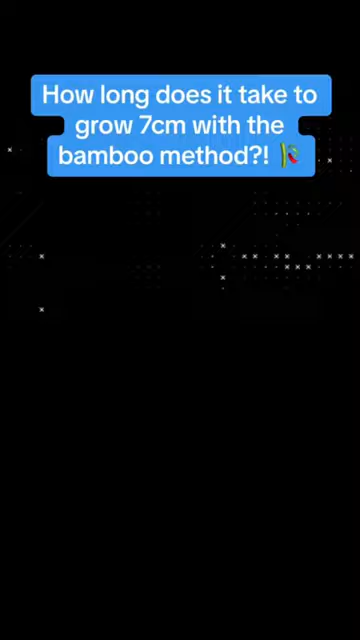 How long does it take to
grow 7cm with the
bamboo method?! 🎋